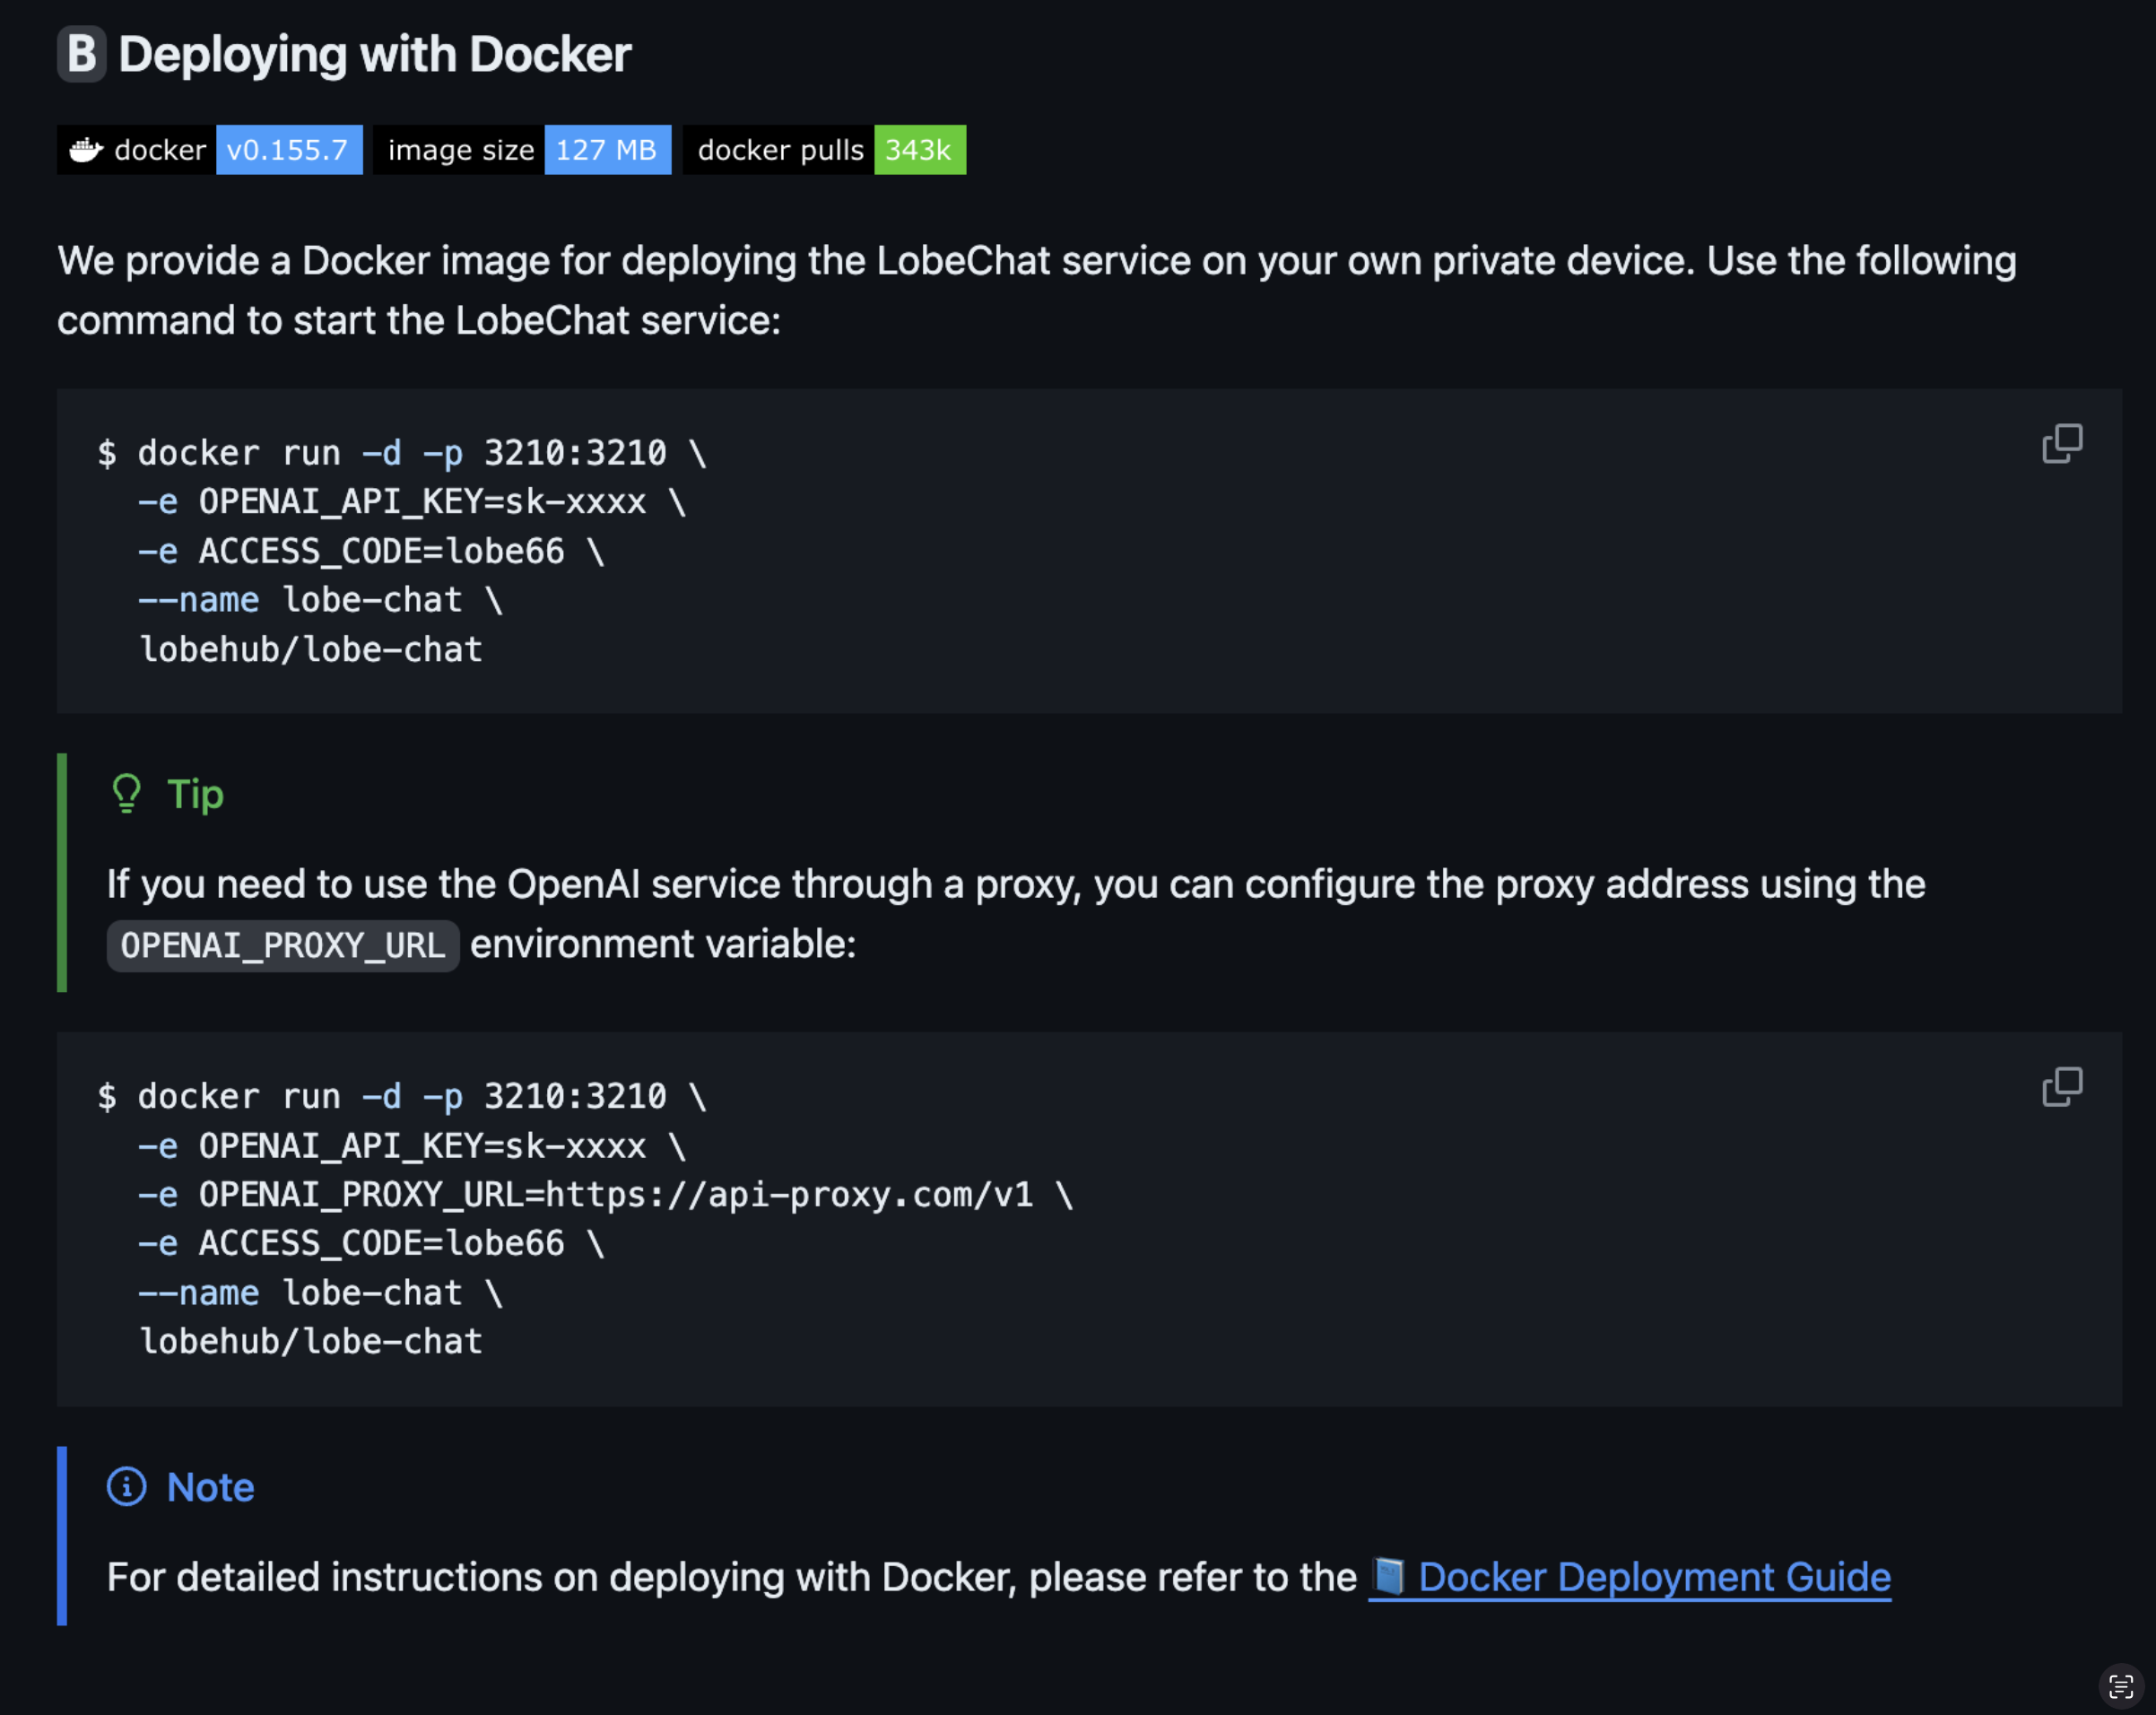 B Deploying with Docker
docker v0.155.7 image size 127 MB docker pulls 343k
We provide a Docker image for deploying the LobeChat service on your own private device. Use the following
command to start the LobeChat service:
$ docker run -d -p 3210:3210 \
-e OPENAI_API_KEY=sk-xxxx \
-e ACCESS_CODE=lobe66 \
--name lobe-chat \
lobehub/lobe-chat
Tip
If you need to use the OpenAI service through a proxy, you can configure the proxy address using the
OPENAI_PROXY_URL environment variable:
$ docker run -d -p 3210:3210 \
-e OPENAI_API_KEY=sk-xxxx \
-e OPENAI_PROXY_URL=https://api-proxy.com/v1 \
-e ACCESS_CODE=lobe66 \
--name lobe-chat \
lobehub/lobe-chat
Note
For detailed instructions on deploying with Docker, please refer to the 📘 Docker Deployment Guide